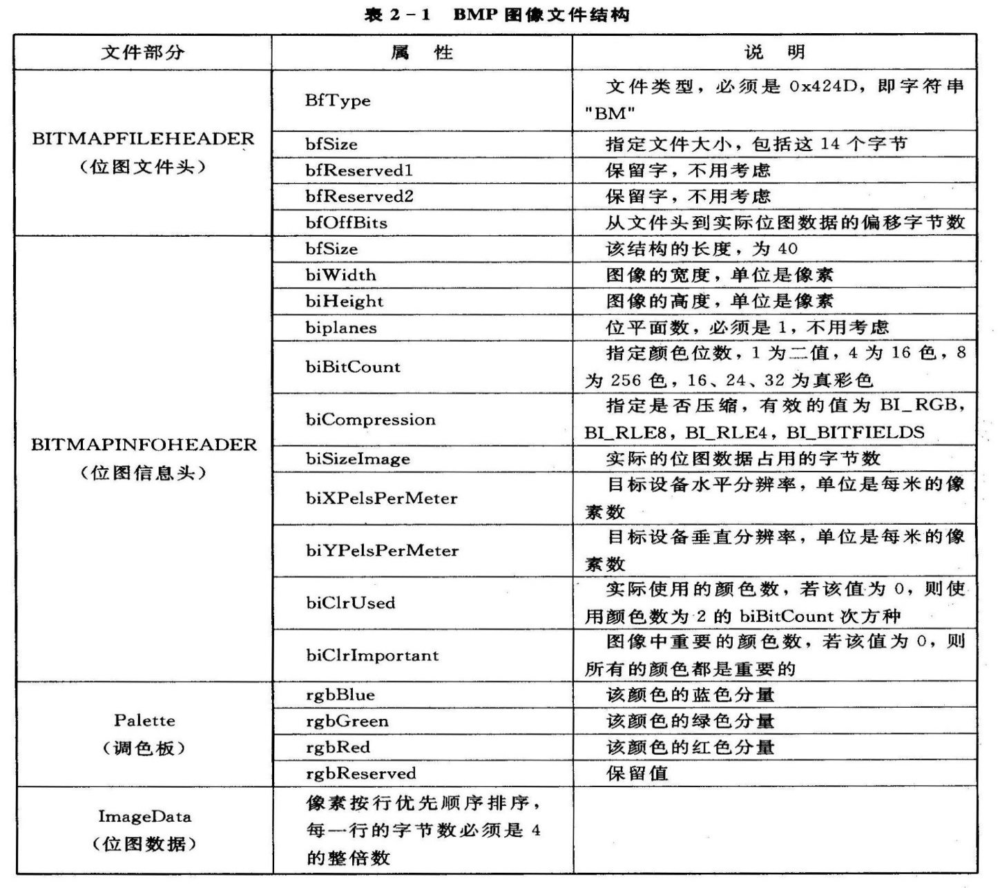 表 2-1 BMP 图像文件结构
文件部分 属 性 说 明
BITMAPFILEHEADER
（位图文件头）
BfType
文件类型，必须是 0x424D，即字符串
"BM"
bfSize 指定文件大小，包括这 14 个字节
bfReserved1 保留字，不用考虑
bfReserved2 保留字，不用考虑
bfOffBits 从文件头到实际位图数据的偏移字节数
BITMAPINFOHEADER
（位图信息头）
bfSize 该结构的长度，为 40
biWidth 图像的宽度，单位是像素
biHeight 图像的高度，单位是像素
biplanes 位平面数，必须是 1，不用考虑
biBitCount
指定颜色位数，1 为二值，4 为 16 色，8
为 256 色，16、24、32 为真彩色
biCompression
指定是否压缩，有效的值为 BI_RGB，
BI_RLE8，BI_RLE4，BI_BITFIELDS
biSizeImage 实际的位图数据占用的字节数
biXPelsPerMeter
目标设备水平分辨率，单位是每米的像
素数
biYPelsPerMeter
目标设备垂直分辨率，单位是每米的像
素数
biClrUsed
实际使用的颜色数，若该值为 0，则使
用颜色数为 2 的 biBitCount 次方种
biClrImportant
图像中重要的颜色数，若该值为 0，则
所有的颜色都是重要的
Palette
（调色板）
rgbBlue 该颜色的蓝色分量
rgbGreen 该颜色的绿色分量
rgbRed 该颜色的红色分量
rgbReserved 保留值
ImageData
（位图数据）
像素按行优先顺序排序，
每一行的字节数必须是 4
的整倍数